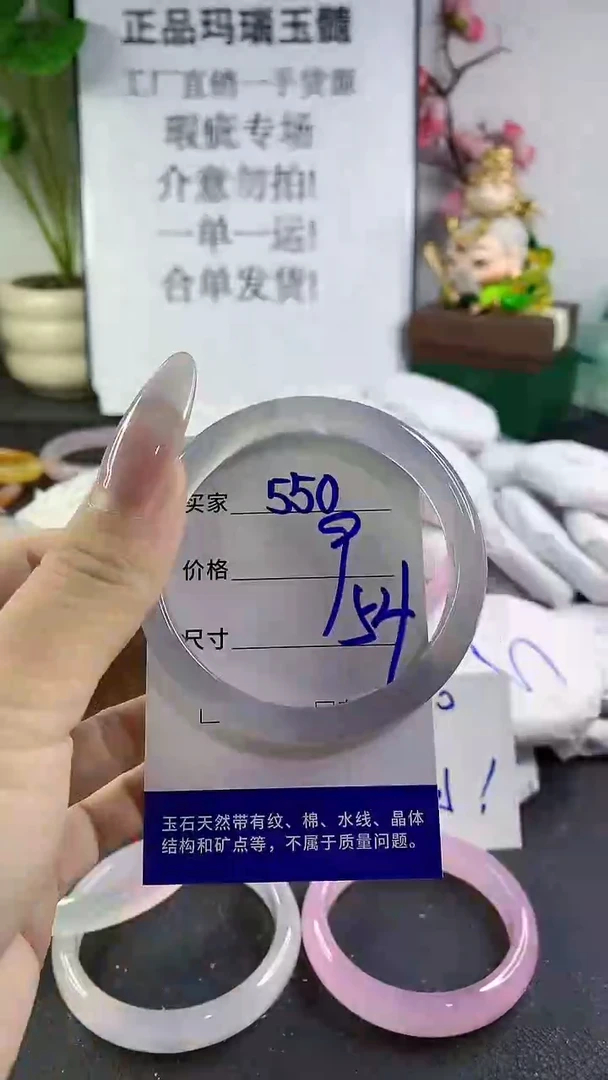 正品玛瑙玉髓
工厂直销一手货源
瑕疵专场
介意勿拍!
一单一运!
合单发货!
买家 550
价格 9
尺寸 54
玉石天然带有纹、棉、水线、晶体
结构和矿点等，不属于质量问题。